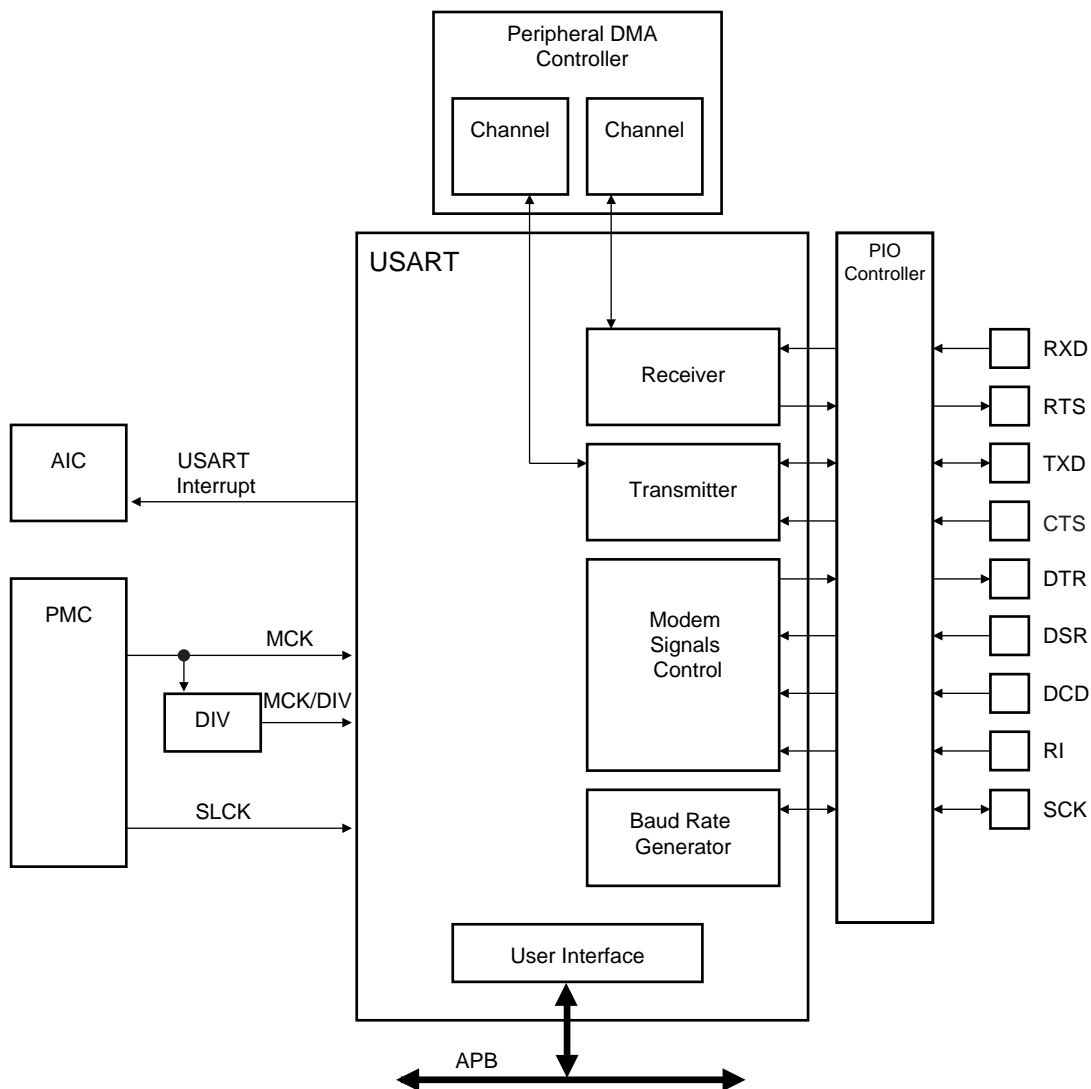 Peripheral DMA
Controller
Channel
Channel
USART
PIO
Controller
RXD
Receiver
RTS
AIC
USART
Interrupt
TXD
Transmitter
CTS
DTR
PMC
Modem
Signals
Control
MCK
DSR
MCK/DIV
DIV
DCD
RI
SLCK
Baud Rate
Generator
SCK
User Interface
APB